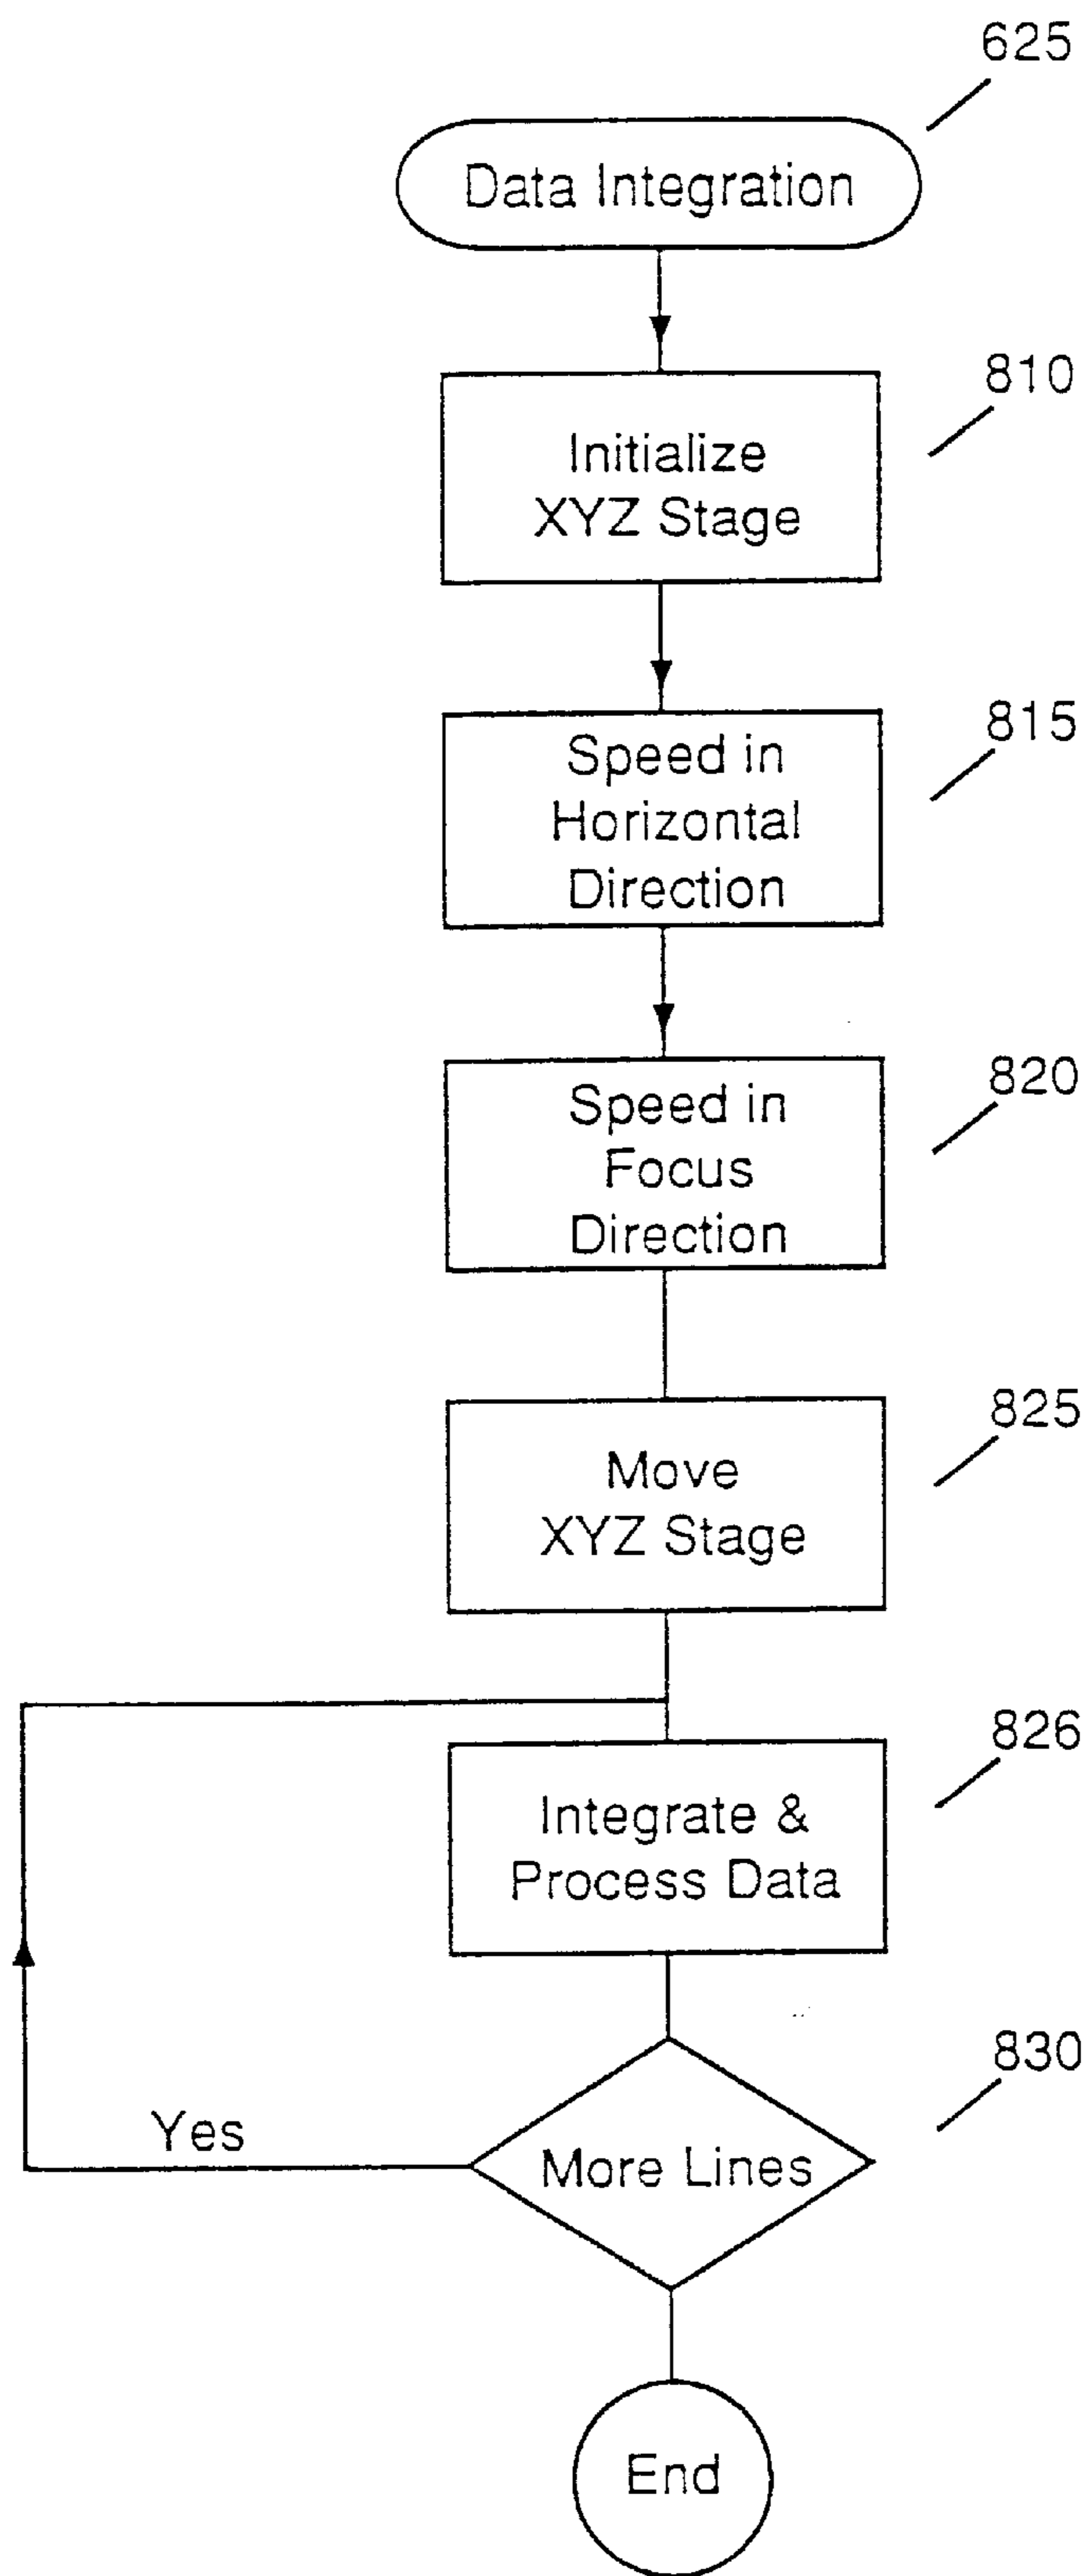 625
Data Integration
810
Initialize
XYZ Stage
815
Speed in
Horizontal
Direction
820
Speed in
Focus
Direction
825
Move
XYZ Stage
826
Integrate &
Process Data
830
Yes
More Lines
End